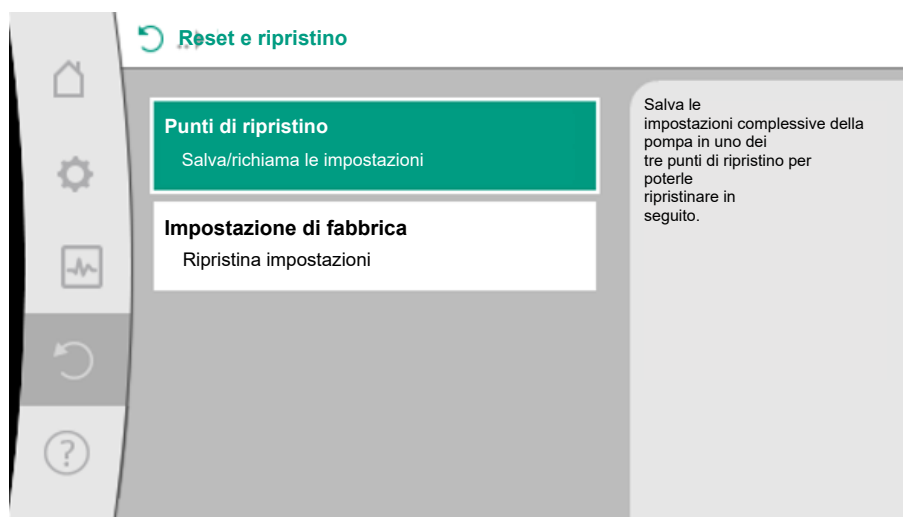 Reset e ripristino
Punti di ripristino
Salva/richiama le impostazioni
Impostazione di fabbrica
Ripristina impostazioni
Salva le
impostazioni complessive della
pompa in uno dei
tre punti di ripristino per
poterle
ripristinare in
seguito.
?